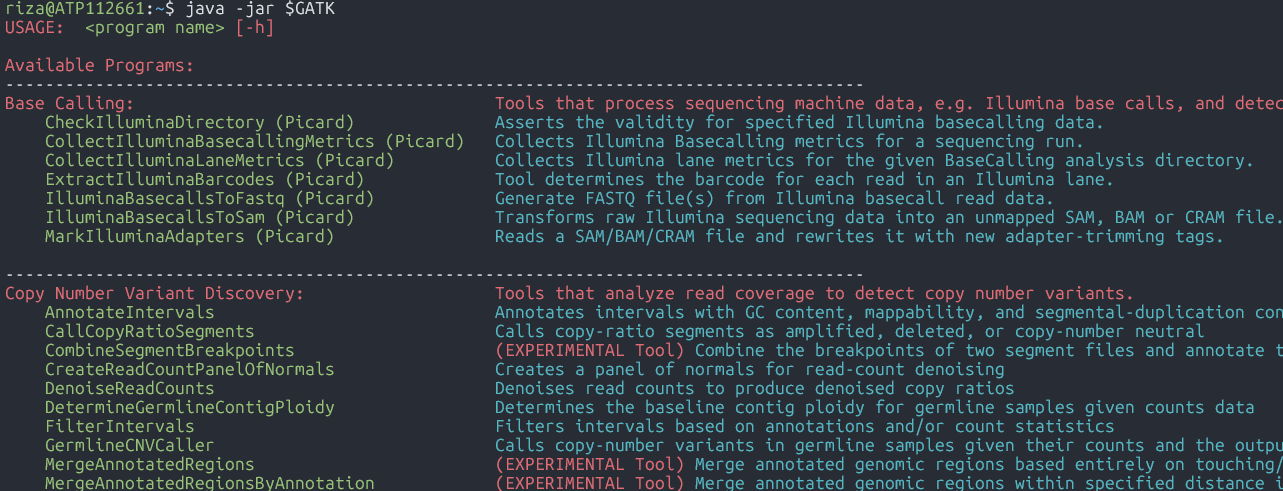 riza@ATP112661:~$ java -jar $GATK
USAGE:  <program name> [-h]
Available Programs:
--------------------------------------------------------------------------------------
Base Calling:                                    Tools that process sequencing machine data, e.g. Illumina base calls, and detec
    CheckIlluminaDirectory (Picard)              Asserts the validity for specified Illumina basecalling data.
    CollectIlluminaBasecallingMetrics (Picard)   Collects Illumina Basecalling metrics for a sequencing run.
    CollectIlluminaLaneMetrics (Picard)          Collects Illumina lane metrics for the given BaseCalling analysis directory.
    ExtractIlluminaBarcodes (Picard)             Tool determines the barcode for each read in an Illumina lane.
    IlluminaBasecallsToFastq (Picard)            Generate FASTQ file(s) from Illumina basecall read data.
    IlluminaBasecallsToSam (Picard)              Transforms raw Illumina sequencing data into an unmapped SAM, BAM or CRAM file.
    MarkIlluminaAdapters (Picard)                Reads a SAM/BAM/CRAM file and rewrites it with new adapter-trimming tags.
--------------------------------------------------------------------------------------
Copy Number Variant Discovery:                   Tools that analyze read coverage to detect copy number variants.
    AnnotateIntervals                            Annotates intervals with GC content, mappability, and segmental-duplication con
    CallCopyRatioSegments                        Calls copy-ratio segments as amplified, deleted, or copy-number neutral
    CombineSegmentBreakpoints                    (EXPERIMENTAL Tool) Combine the breakpoints of two segment files and annotate t
    CreateReadCountPanelOfNormals                Creates a panel of normals for read-count denoising
    DenoiseReadCounts                            Denoises read counts to produce denoised copy ratios
    DetermineGermlineContigPloidy                Determines the baseline contig ploidy for germline samples given counts data
    FilterIntervals                              Filters intervals based on annotations and/or count statistics
    GermlineCNVCaller                            Calls copy-number variants in germline samples given their counts and the outpu
    MergeAnnotatedRegions                        (EXPERIMENTAL Tool) Merge annotated genomic regions based entirely on touching/
    MergeAnnotatedRegionsByAnnotation            (EXPERIMENTAL Tool) Merge annotated genomic regions within specified distance i